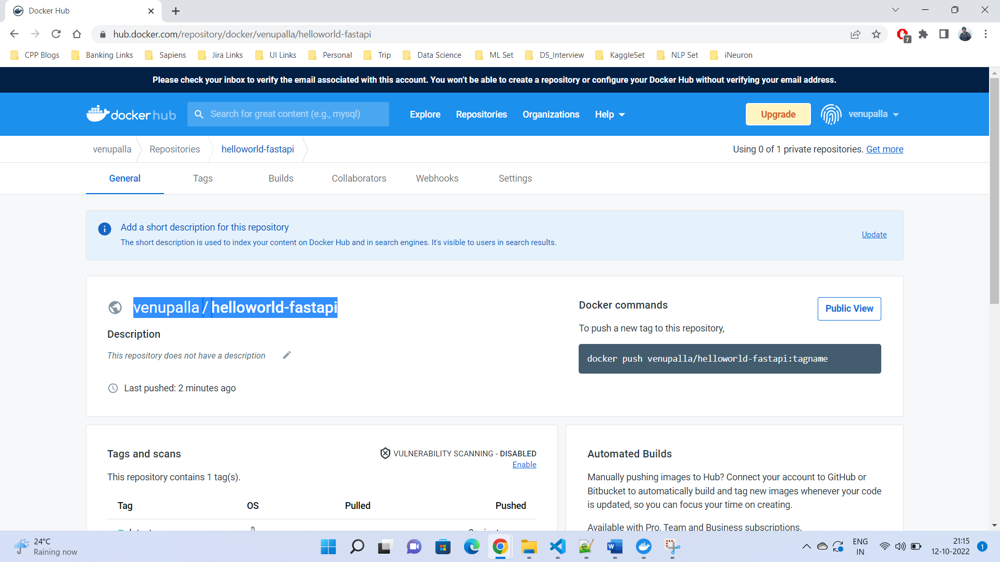 Docker Hub
hub.docker.com/repository/docker/venupalla/helloworld-fastapi
7
CPP Blogs
Banking Links
Sapiens
Jira Links
UI Links
Personal
Trip
Data Science
ML Set
DS_Interview
KaggleSet
NLP Set
iNeuron
Please check your inbox to verify the email associated with this account. You won't be able to create a repository or configure your Docker Hub without verifying your email address.
dockerhub
Search for great content (e.g., mysql)
Explore
Repositories
Organizations
Help
Upgrade
venupalla
venupalla
Repositories
helloworld-fastapi
Using 0 of 1 private repositories. Get more
General
Tags
Builds
Collaborators
Webhooks
Settings
Add a short description for this repository
The short description is used to index your content on Docker Hub and in search engines. It's visible to users in search results.
Update
venupalla / helloworld-fastapi
Description
This repository does not have a description
Last pushed: 2 minutes ago
Docker commands
Public View
To push a new tag to this repository,
docker push venupalla/helloworld-fastapi:tagname
Tags and scans
VULNERABILITY SCANNING - DISABLED
Enable
This repository contains 1 tag(s).
Tag
OS
Pulled
Pushed
Automated Builds
Manually pushing images to Hub? Connect your account to GitHub or
Bitbucket to automatically build and tag new images whenever your code
is updated, so you can focus your time on creating.
Available with Pro, Team and Business subscriptions.
24°C
Raining now
ENG
IN
21:15
12-10-2022
1